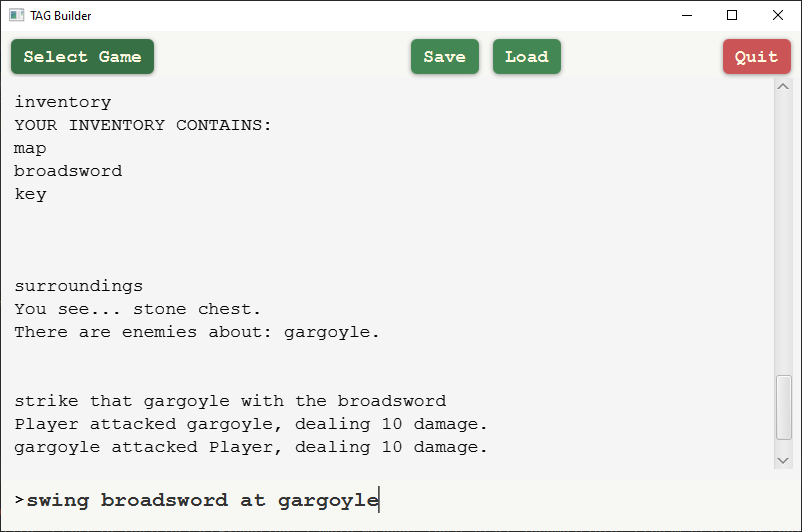 TAG Builder
Select Game Save Load Quit
inventory
YOUR INVENTORY CONTAINS:
map
broadsword
key
surroundings
You see... stone chest.
There are enemies about: gargoyle.
strike that gargoyle with the broadsword
Player attacked gargoyle, dealing 10 damage.
gargoyle attacked Player, dealing 10 damage.
>swing broadsword at gargoyle